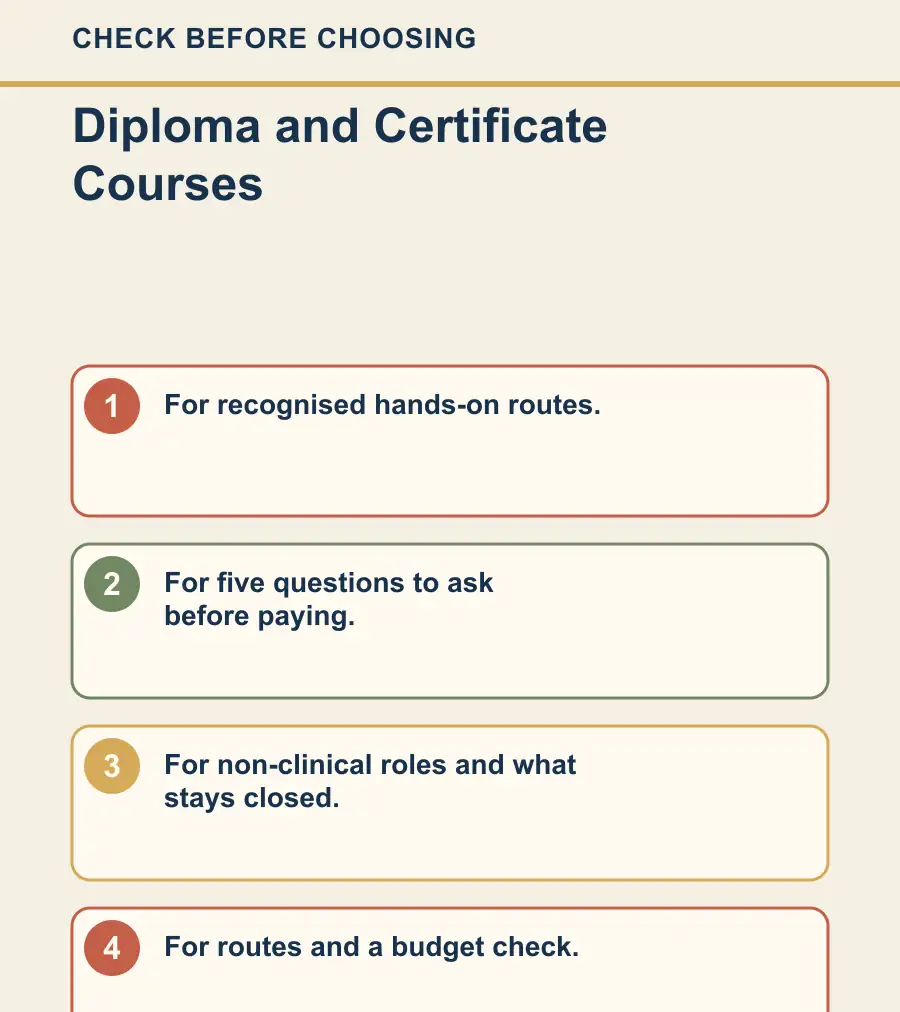 CHECK BEFORE CHOOSING
Diploma and Certificate
Courses
1
For recognised hands-on routes.
2
For five questions to ask
before paying.
3
For non-clinical roles and what
stays closed.
4
For routes and a budget check.